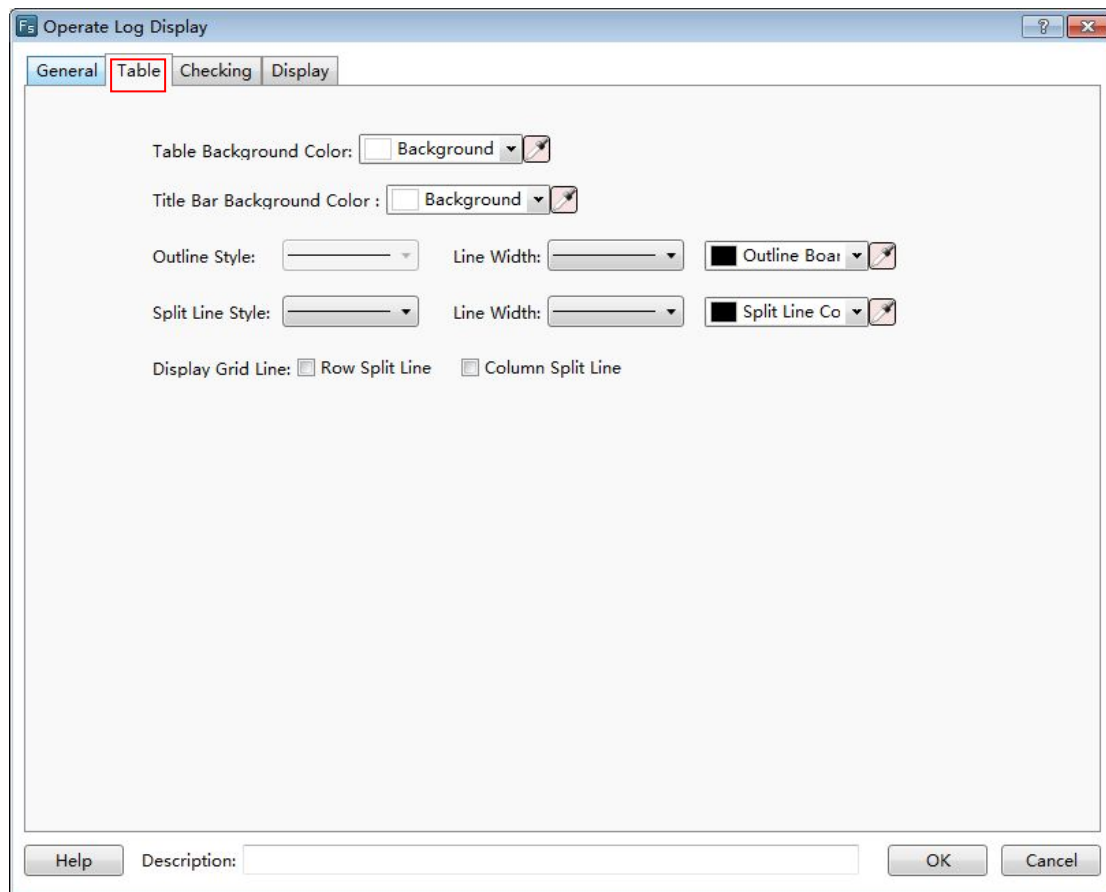 Fs Operate Log Display
General Table Checking Display
Table Background Color: Background
Title Bar Background Color : Background
Outline Style: Line Width: Outline Boar
Split Line Style: Line Width: Split Line Co
Display Grid Line: Row Split Line Column Split Line
Help Description: OK Cancel